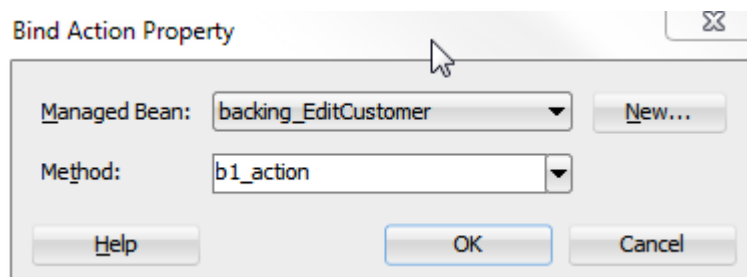 Bind Action Property
Managed Bean: backing_EditCustomer New...
Method: b1_action
Help OK Cancel